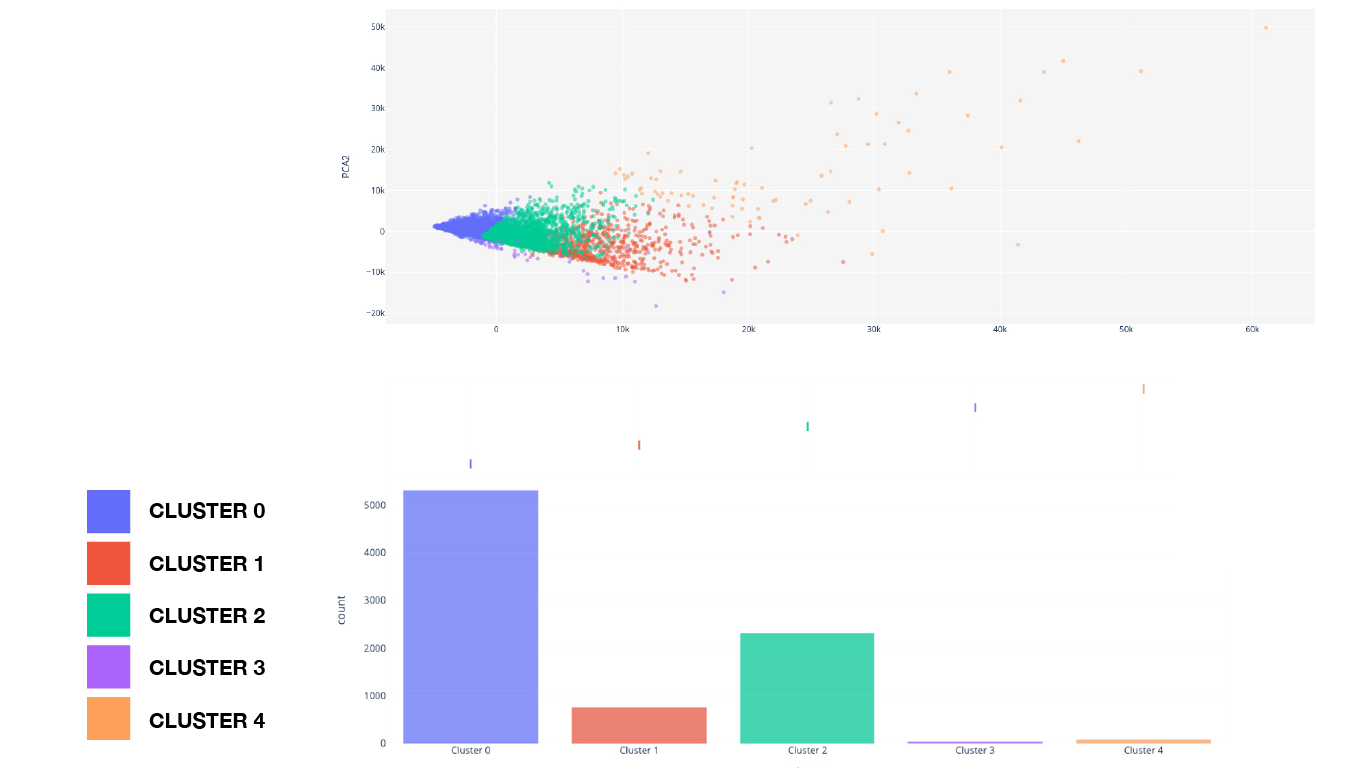 50k
40k
30k
20k
10k
0
−10k
−20k
PCA2
0 10k 20k 30k 40k 50k 60k
CLUSTER 0
CLUSTER 1
CLUSTER 2
CLUSTER 3
CLUSTER 4
5000
4000
3000
2000
1000
0
count
Cluster 0 Cluster 1 Cluster 2 Cluster 3 Cluster 4